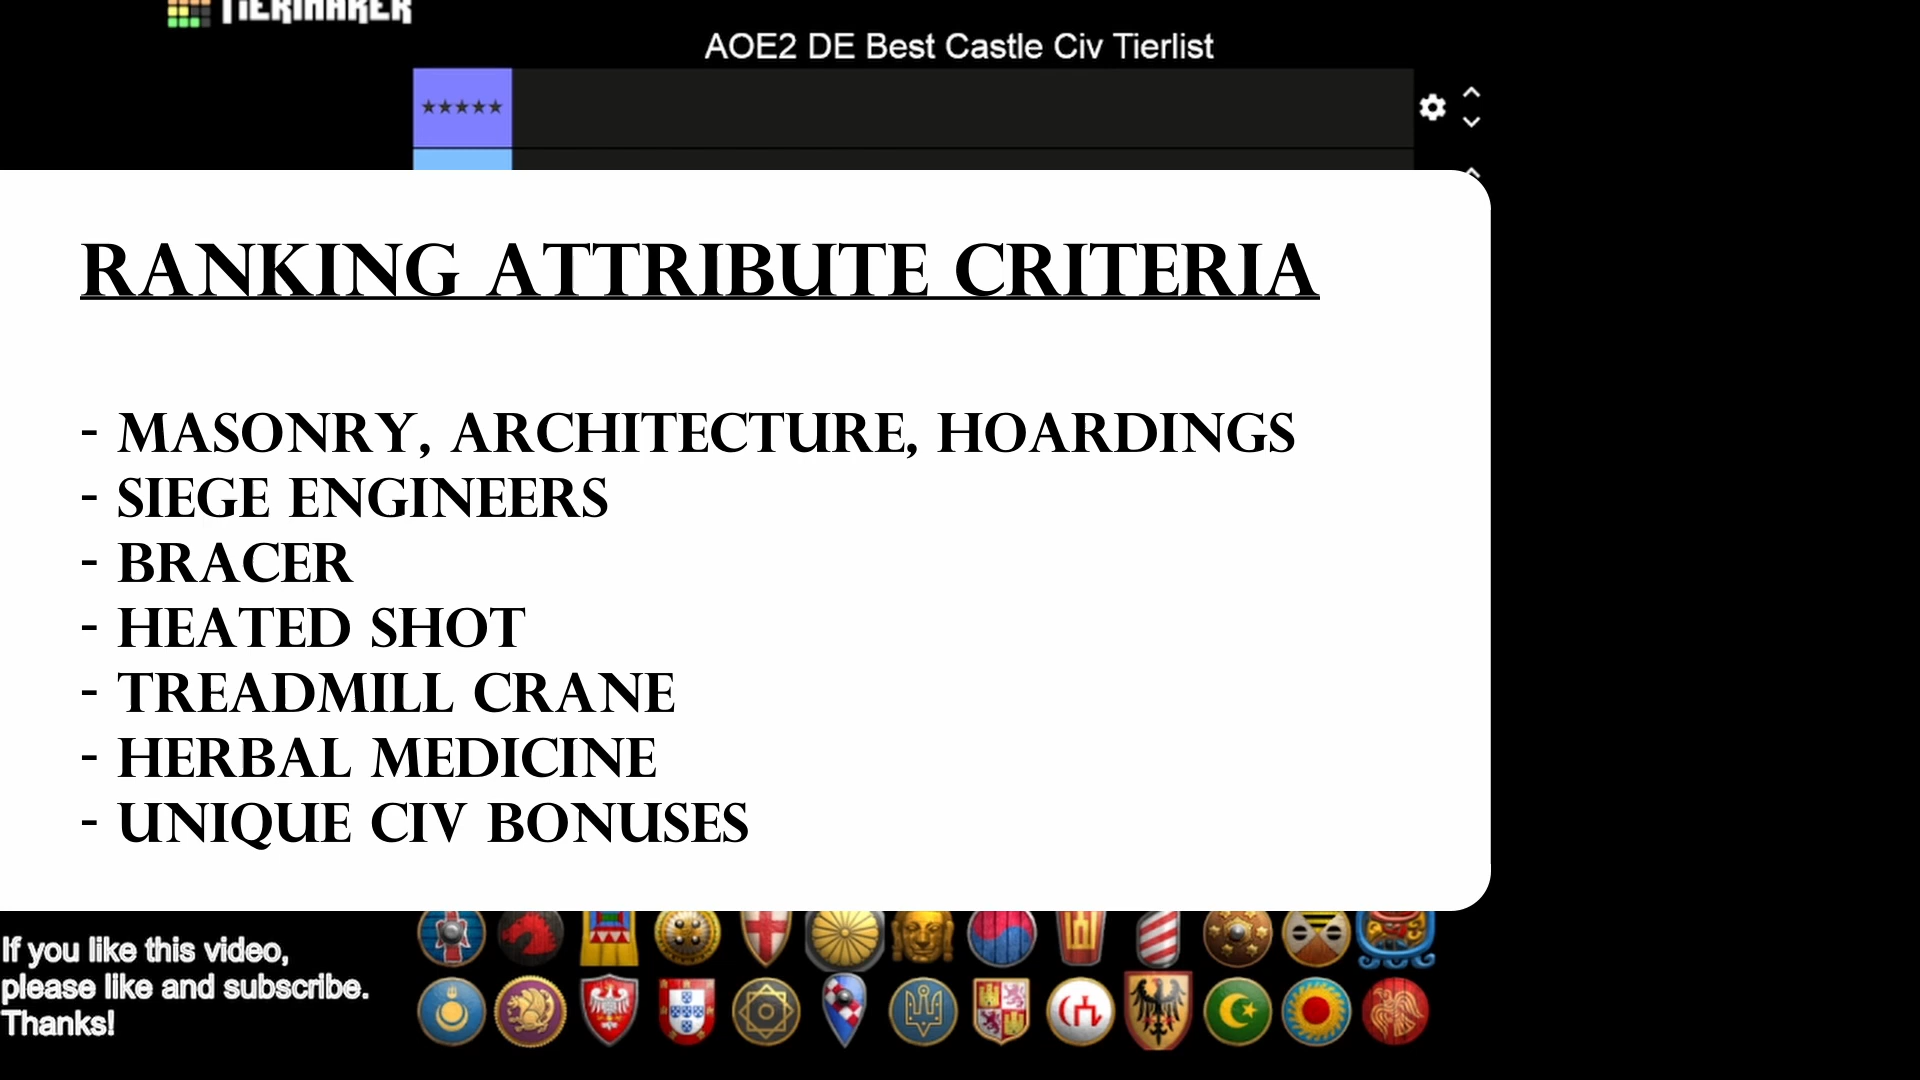 TIERMAKER
AOE2 DE Best Castle Civ Tierlist
★★★★★
RANKING ATTRIBUTE CRITERIA
- MASONRY, ARCHITECTURE, HOARDINGS
- SIEGE ENGINEERS
- BRACER
- HEATED SHOT
- TREADMILL CRANE
- HERBAL MEDICINE
- UNIQUE CIV BONUSES
If you like this video,
please like and subscribe.
Thanks!